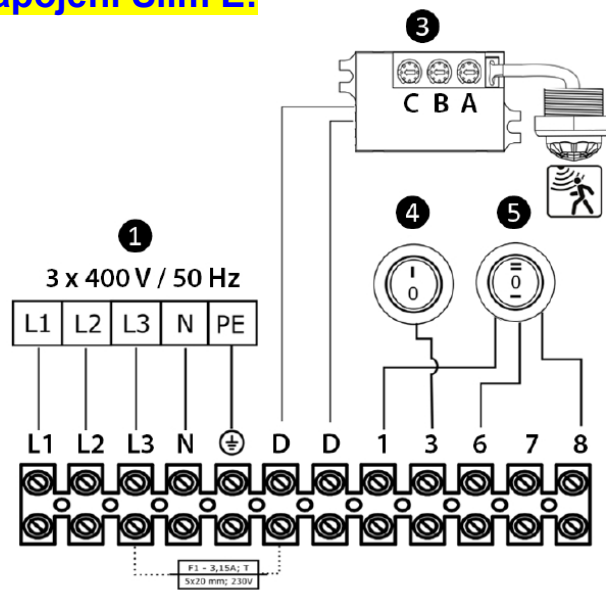 apojení Slim E:
3
C B A
4 5
1
3 x 400 V / 50 Hz
I
0
=
0
–
L1 L2 L3 N PE
L1 L2 L3 N D D 1 3 6 7 8
F1 - 3,15A; T
5x20 mm; 230V